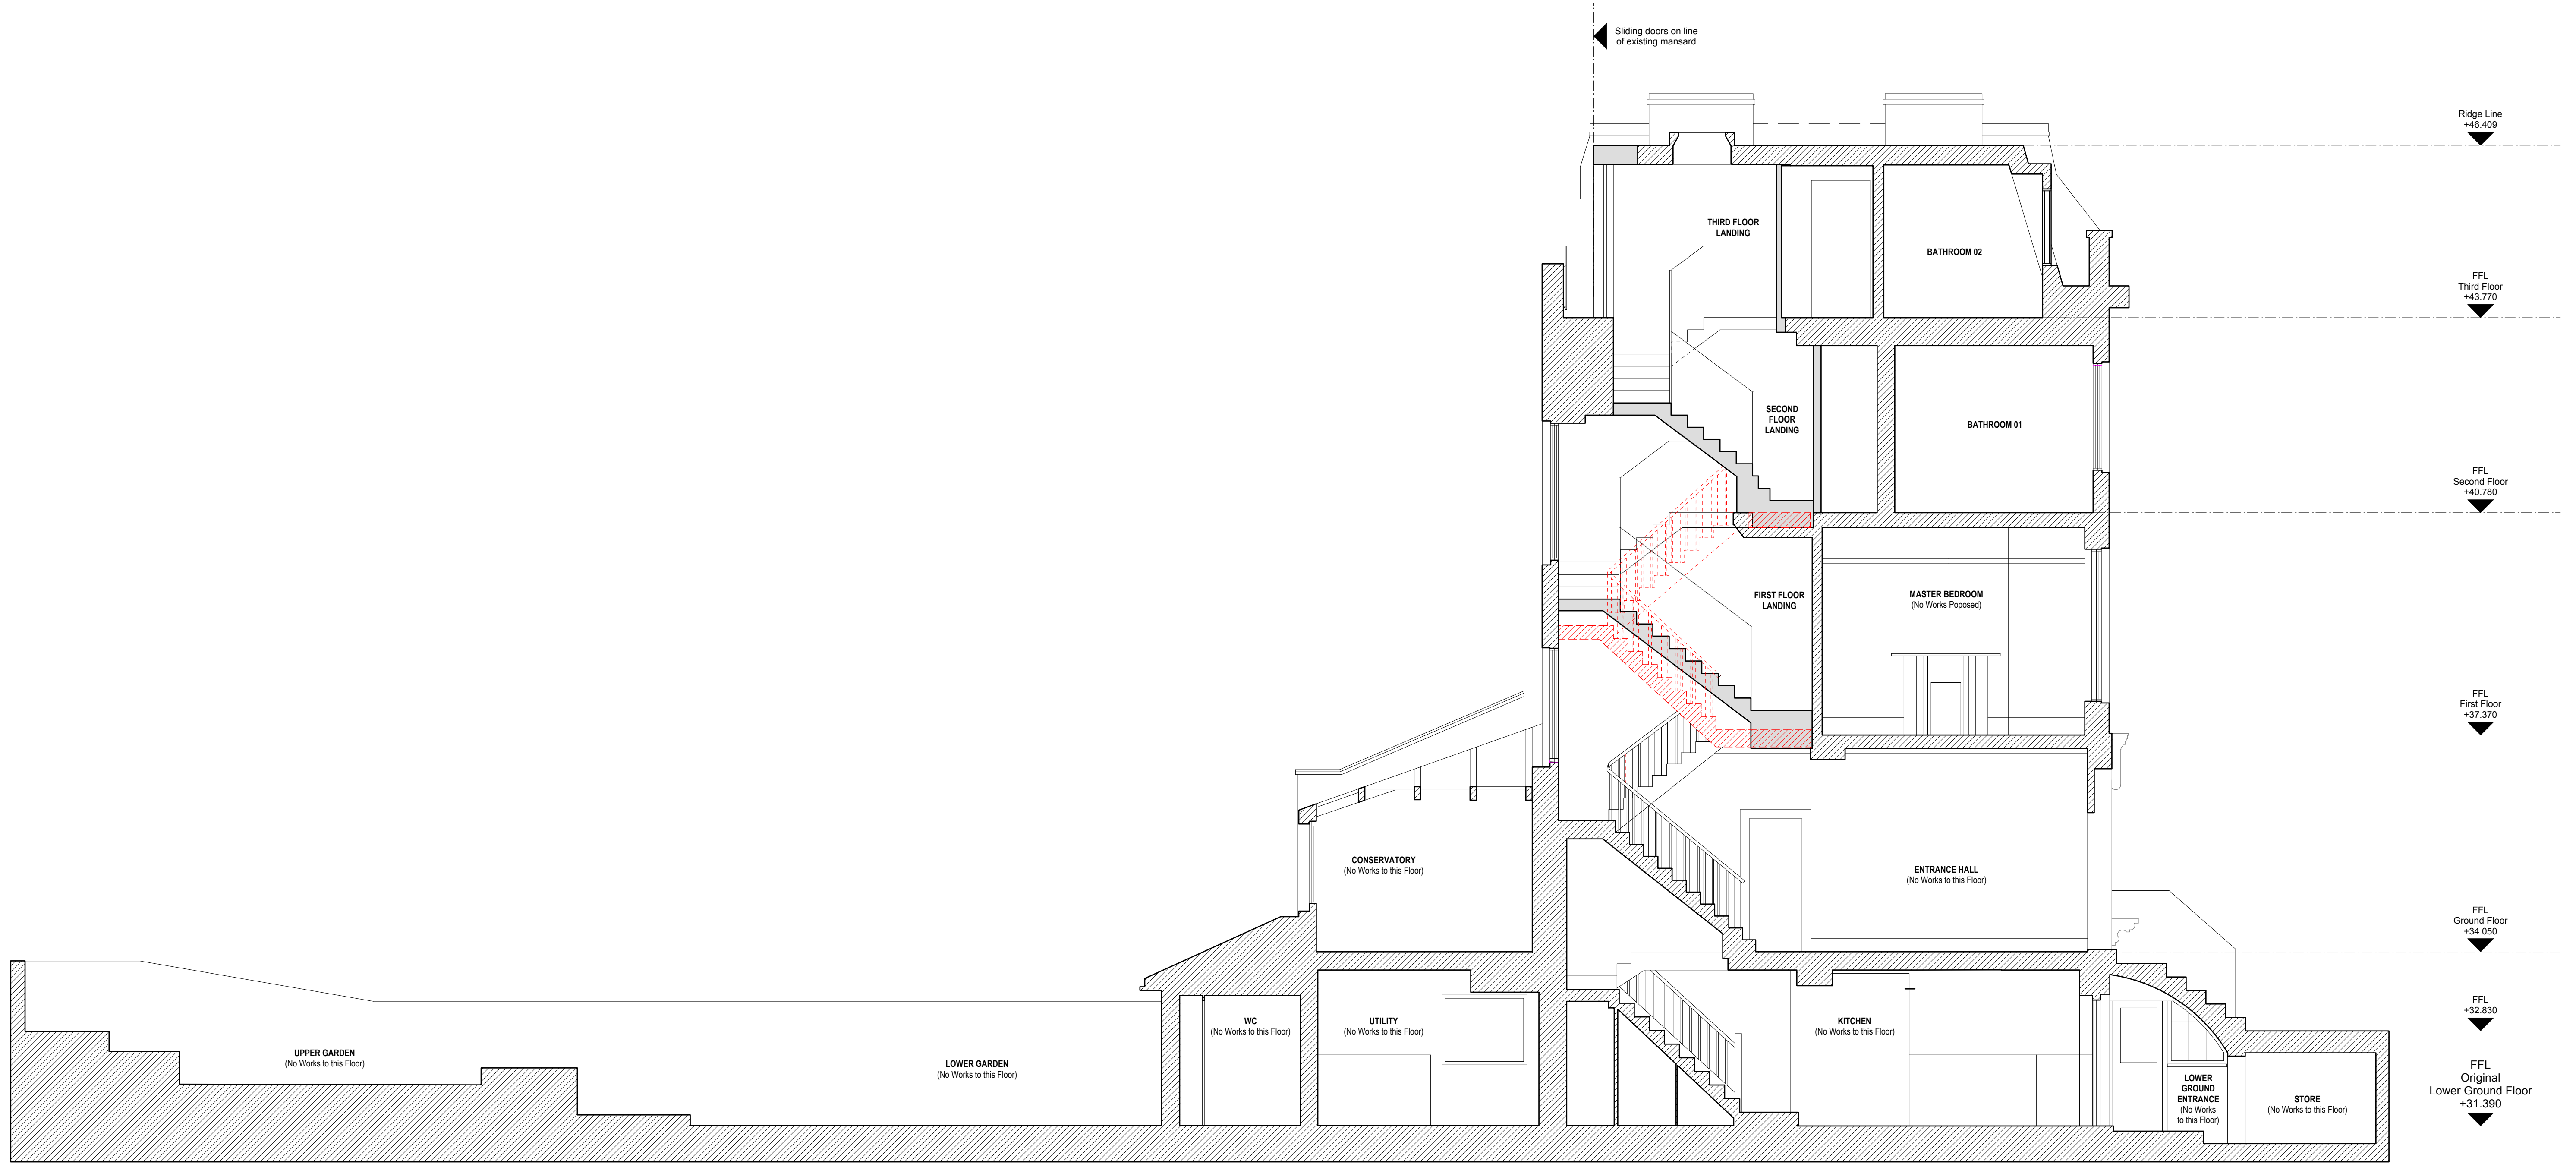 Sliding doors on line
of existing mansard
Ridge Line
+46.409
THIRD FLOOR
LANDING
BATHROOM 02
FFL
Third Floor
+43.770
SECOND
FLOOR
LANDING
BATHROOM 01
FFL
Second Floor
+40.780
FIRST FLOOR
LANDING
MASTER BEDROOM
(No Works Poposed)
FFL
First Floor
+37.370
CONSERVATORY
(No Works to this Floor)
ENTRANCE HALL
(No Works to this Floor)
FFL
Ground Floor
+34.050
UPPER GARDEN
(No Works to this Floor)
LOWER GARDEN
(No Works to this Floor)
WC
(No Works to this Floor)
UTILITY
(No Works to this Floor)
KITCHEN
(No Works to this Floor)
FFL
+32.830
LOWER
GROUND
ENTRANCE
(No Works
to this Floor)
STORE
(No Works to this Floor)
FFL
Original
Lower Ground Floor
+31.390